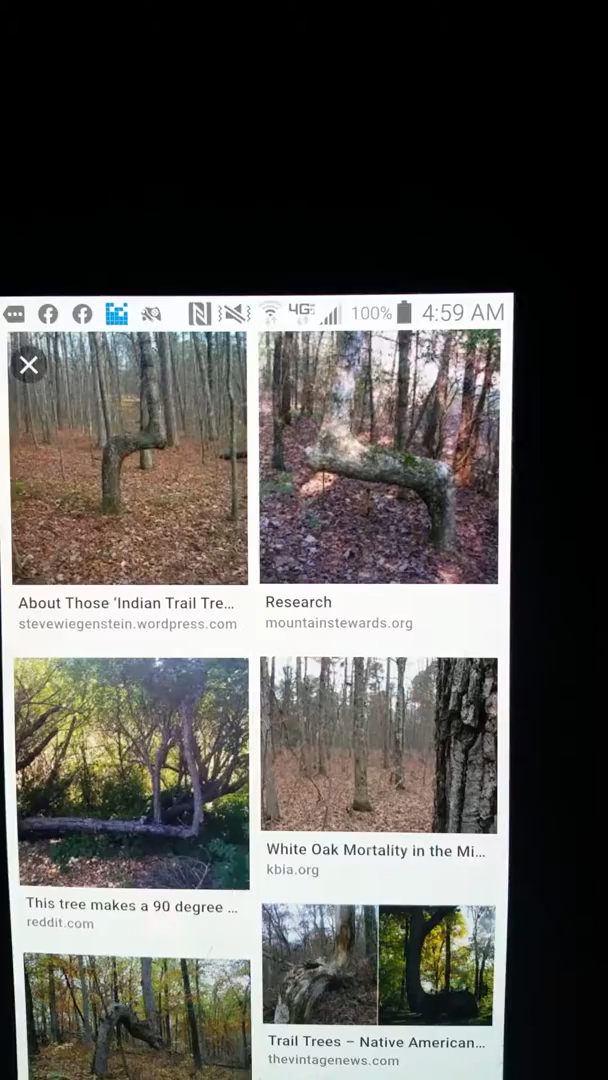 4G
100% 4:59 AM
About Those ‘Indian Trail Tre...
stevewiegenstein.wordpress.com
Research
mountainstewards.org
This tree makes a 90 degree ...
reddit.com
White Oak Mortality in the Mi...
kbia.org
Trail Trees – Native American...
thevintagenews.com